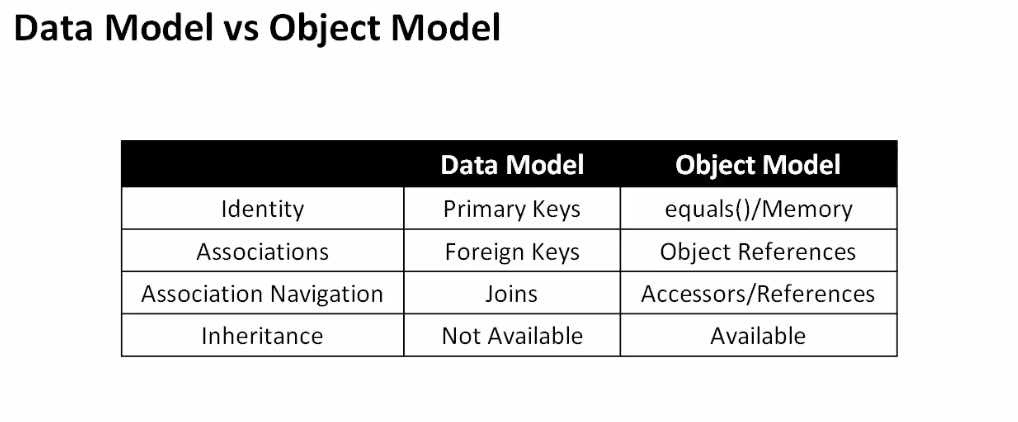 Data Model vs Object Model
Data Model Object Model
Identity Primary Keys equals()/Memory
Associations Foreign Keys Object References
Association Navigation Joins Accessors/References
Inheritance Not Available Available